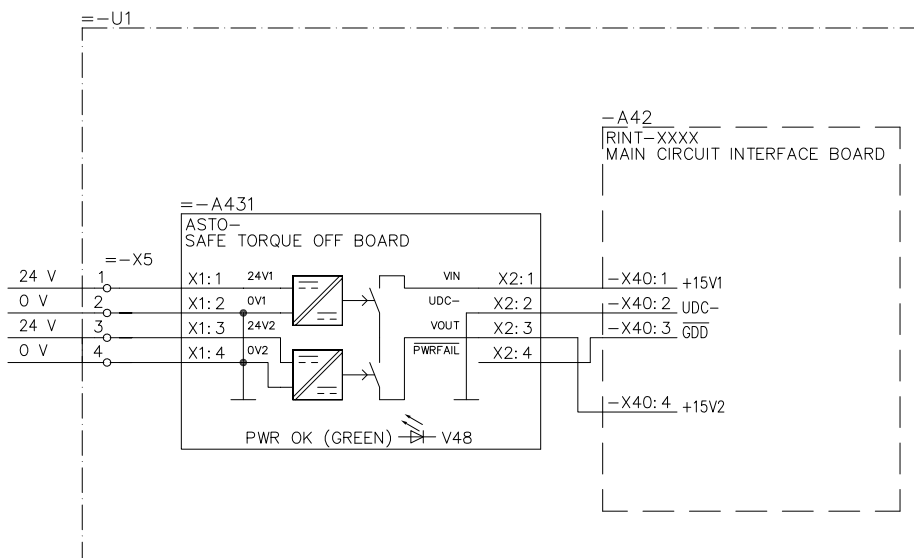 =-U1
-A42
RINT-XXXX
MAIN CIRCUIT INTERFACE BOARD
=-A431
ASTO-
SAFE TORQUE OFF BOARD
=-X5
24 V 1 X1:1 24V1 VIN X2:1 -X40:1 +15V1
0 V 2 X1:2 0V1 UDC- X2:2 -X40:2 UDC-
24 V 3 X1:3 24V2 VOUT X2:3 -X40:3 GDD
0 V 4 X1:4 0V2 PWRFAIL X2:4
-X40:4 +15V2
PWR OK (GREEN) V48